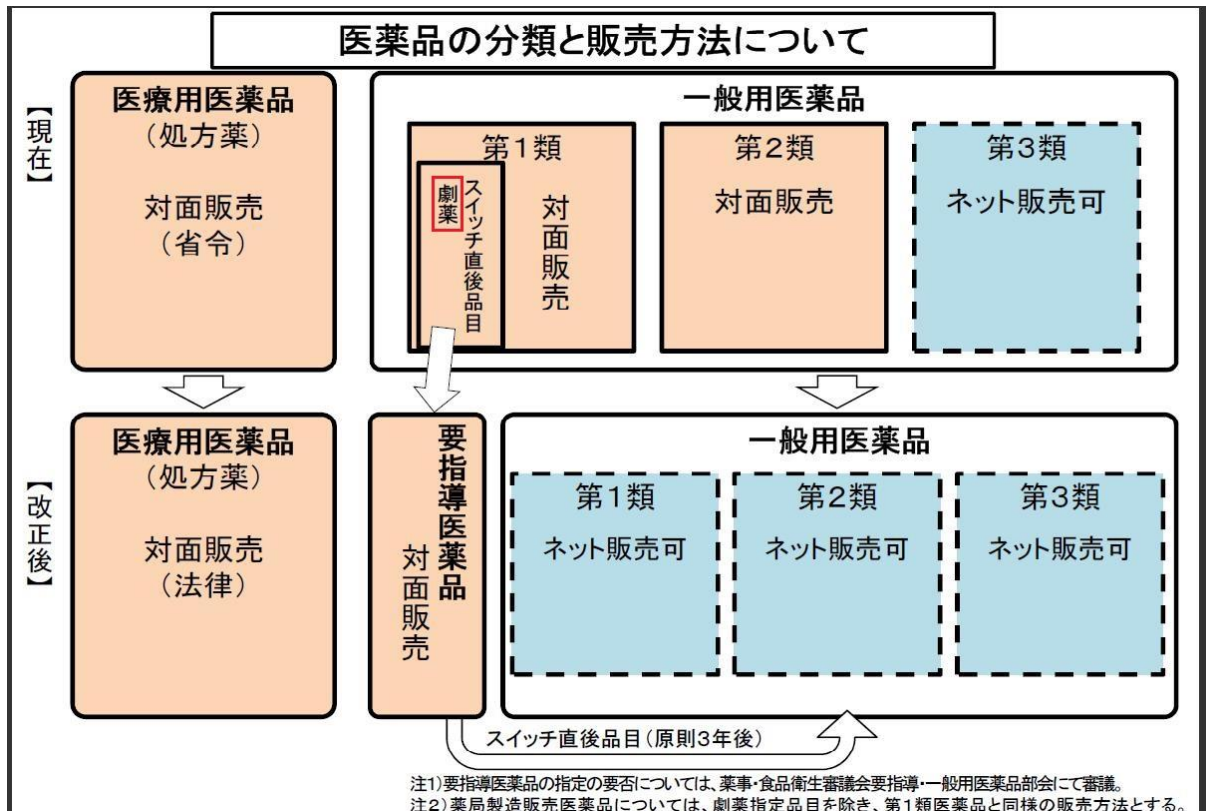 医薬品の分類と販売方法について
【現在】
医療用医薬品
(処方薬)
対面販売
(省令)
一般用医薬品
第1類
劇薬
スイッチ直後品目
対面販売
第2類
対面販売
第3類
ネット販売可
【改正後】
医療用医薬品
(処方薬)
対面販売
(法律)
要指導医薬品
対面販売
一般用医薬品
第1類
ネット販売可
第2類
ネット販売可
第3類
ネット販売可
スイッチ直後品目(原則3年後)
注1)要指導医薬品の指定の要否については、薬事・食品衛生審議会要指導・一般用医薬品部会にて審議。
注2)薬局製造販売医薬品については、劇薬指定品目を除き、第1類医薬品と同様の販売方法とする。